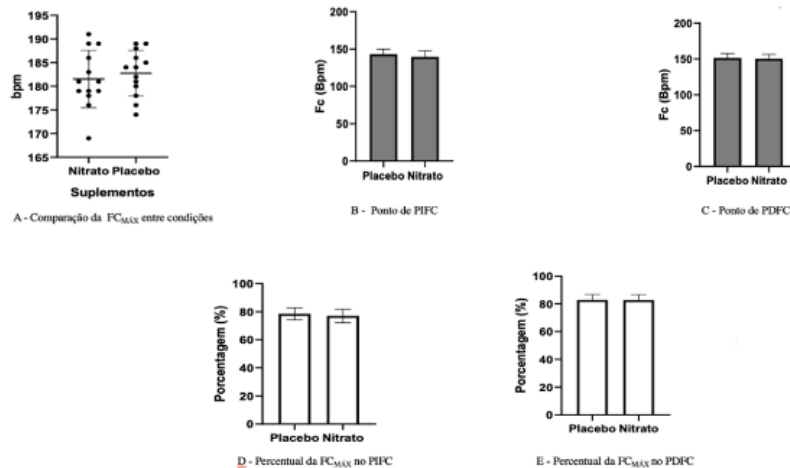 195
190
185
180
175
170
165
bpm
Nitrato Placebo
Suplementos
A - Comparação da FCMÁX entre condições
200
150
100
50
0
Fc (Bpm)
Placebo Nitrato
B - Ponto de PIFC
200
150
100
50
0
Fc (Bpm)
Placebo Nitrato
C - Ponto de PDFC
100
80
60
40
20
0
Porcentagem (%)
Placebo Nitrato
D - Percentual da FCMÁX no PIFC
100
80
60
40
20
0
Porcentagem (%)
Placebo Nitrato
E - Percentual da FCMÁX no PDFC